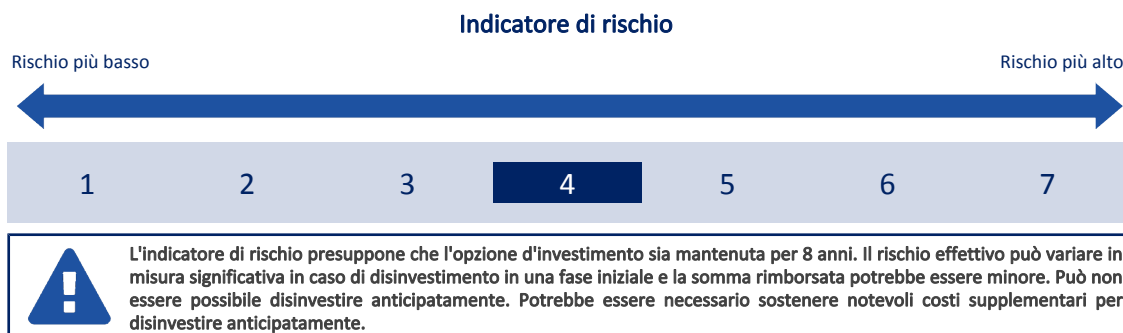 Indicatore di rischio
Rischio più basso
Rischio più alto
1 2 3 4 5 6 7
L'indicatore di rischio presuppone che l'opzione d'investimento sia mantenuta per 8 anni. Il rischio effettivo può variare in
misura significativa in caso di disinvestimento in una fase iniziale e la somma rimborsata potrebbe essere minore. Può non
essere possibile disinvestire anticipatamente. Potrebbe essere necessario sostenere notevoli costi supplementari per
disinvestire anticipatamente.